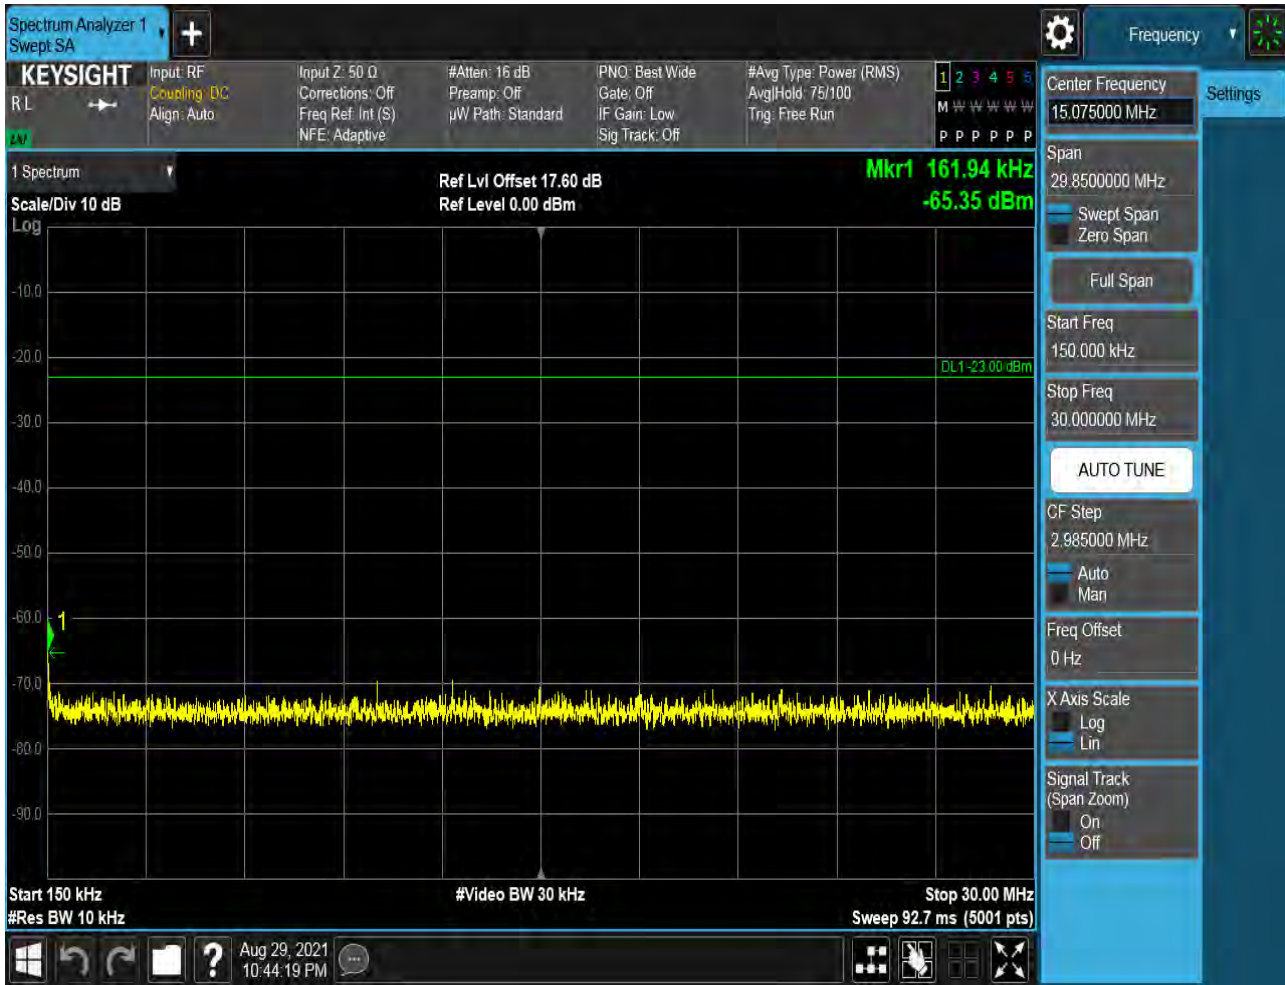 Spectrum Analyzer 1
Swept SA
Frequency
KEYSIGHT
R L
LNI
Input: RF
Coupling: DC
Align: Auto
Input Z: 50 Ω
Corrections: Off
Freq Ref: Int (S)
NFE: Adaptive
#Atten: 16 dB
Preamp: Off
µW Path: Standard
PNO: Best Wide
Gate: Off
IF Gain: Low
Sig Track: Off
#Avg Type: Power (RMS)
Avg|Hold: 75/100
Trig: Free Run
1 2 3 4 5 6
M W W W W W
P P P P P P
1 Spectrum
Scale/Div 10 dB
Log
Ref Lvl Offset 17.60 dB
Ref Level 0.00 dBm
Mkr1 161.94 kHz
-65.35 dBm
-10.0
-20.0
DL1 -23.00 dBm
-30.0
-40.0
-50.0
-60.0
1
-70.0
-80.0
-90.0
Start 150 kHz
#Res BW 10 kHz
#Video BW 30 kHz
Stop 30.00 MHz
Sweep 92.7 ms (5001 pts)
Aug 29, 2021
10:44:19 PM
Center Frequency
15.075000 MHz
Span
29.8500000 MHz
Swept Span
Zero Span
Full Span
Start Freq
150.000 kHz
Stop Freq
30.000000 MHz
AUTO TUNE
CF Step
2.985000 MHz
Auto
Man
Freq Offset
0 Hz
X Axis Scale
Log
Lin
Signal Track
(Span Zoom)
On
Off
Settings